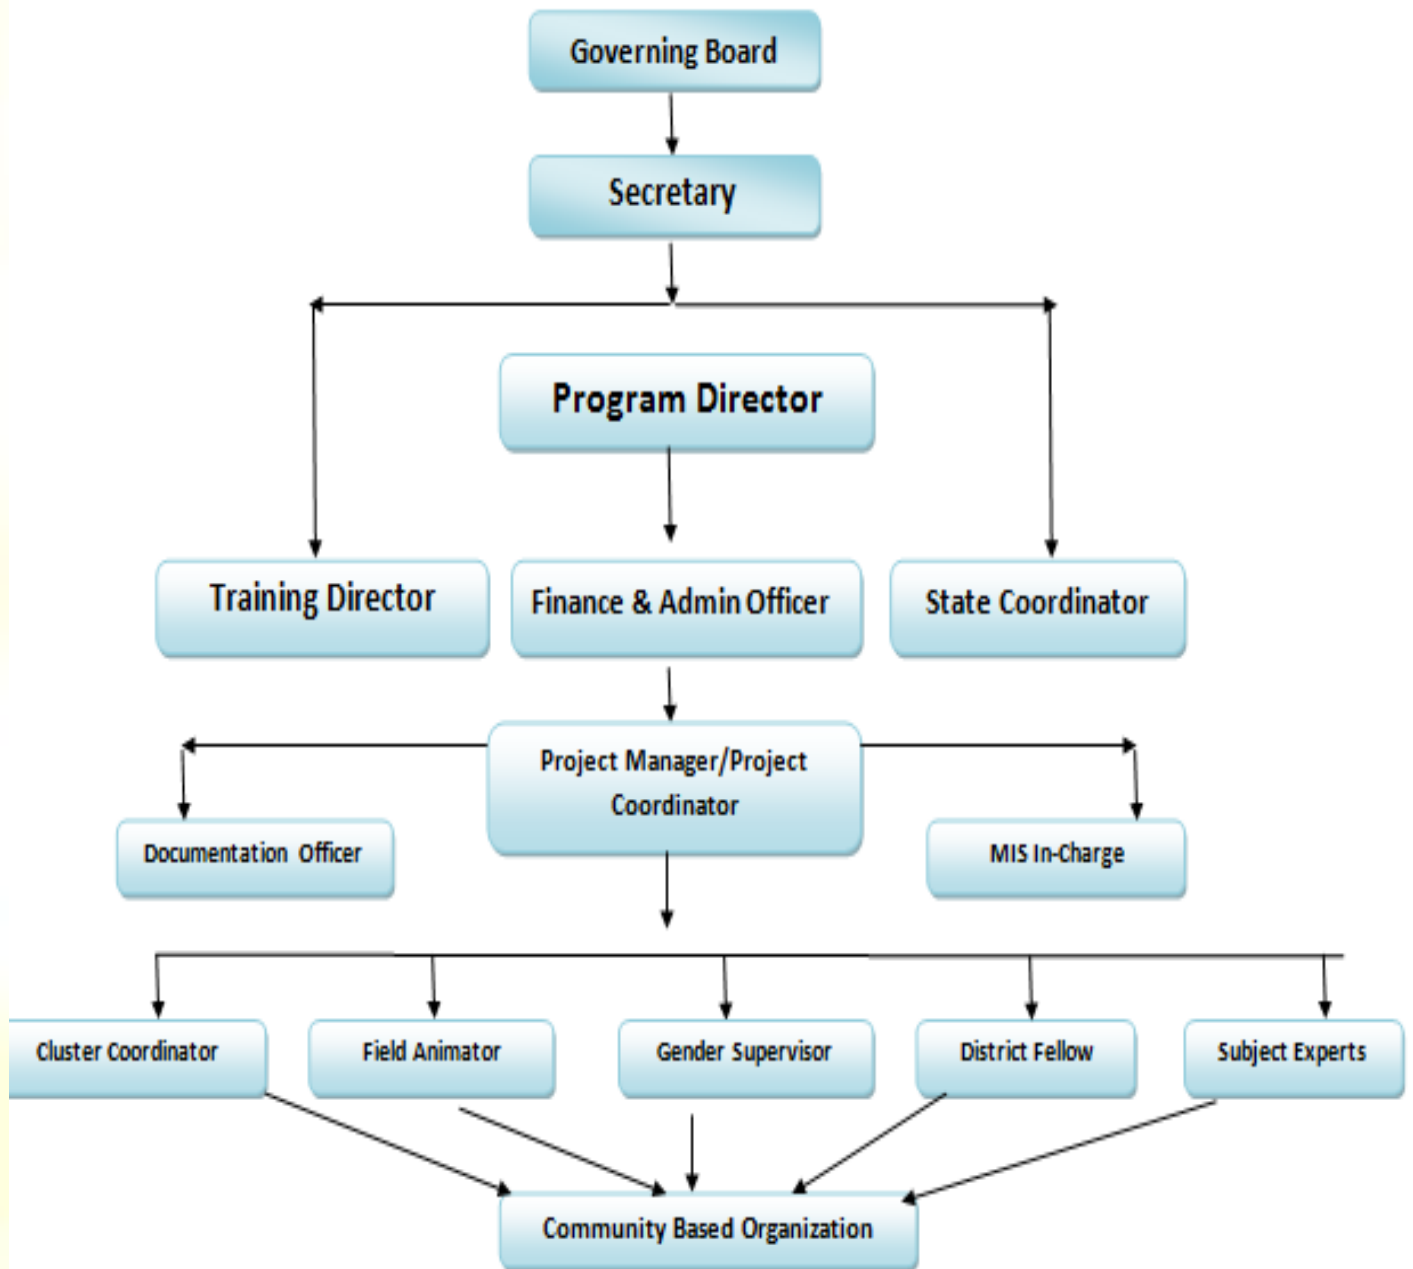 Governing Board
Secretary
Program Director
Training Director
Finance & Admin Officer
State Coordinator
Project Manager/Project
Coordinator
Documentation Officer
MIS In-Charge
Cluster Coordinator
Field Animator
Gender Supervisor
District Fellow
Subject Experts
Community Based Organization